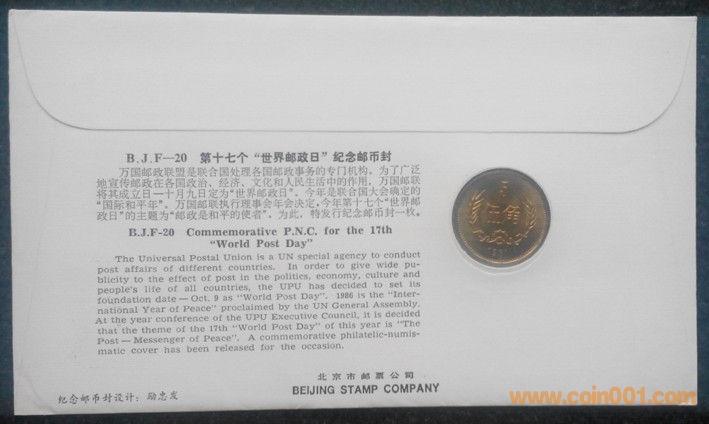 B.J.F—20 第十七个“世界邮政日”纪念邮币封
万国邮政联盟是联合国处理各国邮政事务的专门机构。为了广泛
地宣传邮政在各国政治、经济、文化和人民生活中的作用，万国邮联
将其成立日一十月九日定为“世界邮政日”。今年是联合国大会确定的
“国际和平年”。万国邮联执行理事会年会决定，今年第十七个“世界邮
政日”的主题为“邮政是和平的使者”。为此，特发行纪念邮币封一枚。
B.J.F-20 Commemorative P.N.C. for the 17th
"World Post Day"
The Universal Postal Union is a UN special agency to conduct
post affairs of different countries. In order to give wide pu-
blicity to the effect of post in the politics, economy, culture and
people's life of all countries, the UPU has decided to set its
foundation date — Oct. 9 as "World Post Day". 1986 is the "Inter-
national Year of Peace" proclaimed by the UN General Assembly.
At the year conference of the UPU Executive Council, it is decided
that the theme of the 17th "World Post Day" of this year is "The
Post — Messenger of Peace". A commemorative philatelic-numis-
matic cover has been released for the occasion.
伍角
北京市邮票公司
BEIJING STAMP COMPANY
纪念邮币封设计：励忠发
www.coin001.com